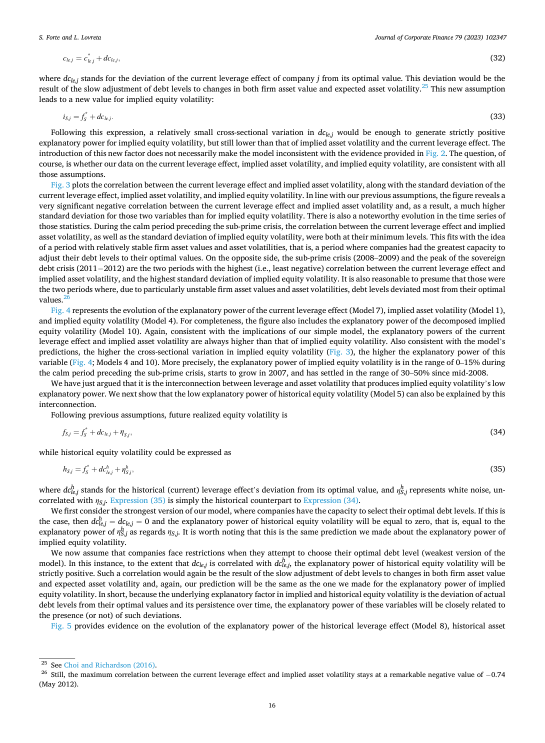 S. Forte and L. Lovreta
Journal of Corporate Finance 79 (2023) 102347
c_{le,j} = c^*_{le,j} + dc_{le,j},
(32)
where dc_{le,j} stands for the deviation of the current leverage effect of company j from its optimal value. This deviation would be the
result of the slow adjustment of debt levels to changes in both firm asset value and expected asset volatility.25 This new assumption
leads to a new value for implied equity volatility:
i_{S,j} = f^*_S + dc_{le,j}.
(33)
Following this expression, a relatively small cross-sectional variation in dc_{le,j} would be enough to generate strictly positive
explanatory power for implied equity volatility, but still lower than that of implied asset volatility and the current leverage effect. The
introduction of this new factor does not necessarily make the model inconsistent with the evidence provided in Fig. 2. The question, of
course, is whether our data on the current leverage effect, implied asset volatility, and implied equity volatility, are consistent with all
those assumptions.
Fig. 3 plots the correlation between the current leverage effect and implied asset volatility, along with the standard deviation of the
current leverage effect, implied asset volatility, and implied equity volatility. In line with our previous assumptions, the figure reveals a
very significant negative correlation between the current leverage effect and implied asset volatility and, as a result, a much higher
standard deviation for those two variables than for implied equity volatility. There is also a noteworthy evolution in the time series of
those statistics. During the calm period preceding the sub-prime crisis, the correlation between the current leverage effect and implied
asset volatility, as well as the standard deviation of implied equity volatility, were both at their minimum levels. This fits with the idea
of a period with relatively stable firm asset values and asset volatilities, that is, a period where companies had the greatest capacity to
adjust their debt levels to their optimal values. On the opposite side, the sub-prime crisis (2008–2009) and the peak of the sovereign
debt crisis (2011−2012) are the two periods with the highest (i.e., least negative) correlation between the current leverage effect and
implied asset volatility, and the highest standard deviation of implied equity volatility. It is also reasonable to presume that those were
the two periods where, due to particularly unstable firm asset values and asset volatilities, debt levels deviated most from their optimal
values.26
Fig. 4 represents the evolution of the explanatory power of the current leverage effect (Model 7), implied asset volatility (Model 1),
and implied equity volatility (Model 4). For completeness, the figure also includes the explanatory power of the decomposed implied
equity volatility (Model 10). Again, consistent with the implications of our simple model, the explanatory powers of the current
leverage effect and implied asset volatility are always higher than that of implied equity volatility. Also consistent with the model's
predictions, the higher the cross-sectional variation in implied equity volatility (Fig. 3), the higher the explanatory power of this
variable (Fig. 4; Models 4 and 10). More precisely, the explanatory power of implied equity volatility is in the range of 0–15% during
the calm period preceding the sub-prime crisis, starts to grow in 2007, and has settled in the range of 30–50% since mid-2008.
We have just argued that it is the interconnection between leverage and asset volatility that produces implied equity volatility's low
explanatory power. We next show that the low explanatory power of historical equity volatility (Model 5) can also be explained by this
interconnection.
Following previous assumptions, future realized equity volatility is
f_{S,j} = f^*_S + dc_{le,j} + η_{S,j},
(34)
while historical equity volatility could be expressed as
h_{S,j} = f^*_S + dc^h_{le,j} + η^h_{S,j},
(35)
where dc^h_{le,j} stands for the historical (current) leverage effect's deviation from its optimal value, and η^h_{S,j} represents white noise, un-
correlated with η_{S,j}. Expression (35) is simply the historical counterpart to Expression (34).
We first consider the strongest version of our model, where companies have the capacity to select their optimal debt levels. If this is
the case, then dc^h_{le,j} = dc_{le,j} = 0 and the explanatory power of historical equity volatility will be equal to zero, that is, equal to the
explanatory power of η^h_{S,j} as regards η_{S,j}. It is worth noting that this is the same prediction we made about the explanatory power of
implied equity volatility.
We now assume that companies face restrictions when they attempt to choose their optimal debt level (weakest version of the
model). In this instance, to the extent that dc_{le,j} is correlated with dc^h_{le,j}, the explanatory power of historical equity volatility will be
strictly positive. Such a correlation would again be the result of the slow adjustment of debt levels to changes in both firm asset value
and expected asset volatility and, again, our prediction will be the same as the one we made for the explanatory power of implied
equity volatility. In short, because the underlying explanatory factor in implied and historical equity volatility is the deviation of actual
debt levels from their optimal values and its persistence over time, the explanatory power of these variables will be closely related to
the presence (or not) of such deviations.
Fig. 5 provides evidence on the evolution of the explanatory power of the historical leverage effect (Model 8), historical asset
25 See Choi and Richardson (2016).
26 Still, the maximum correlation between the current leverage effect and implied asset volatility stays at a remarkable negative value of −0.74
(May 2012).
16